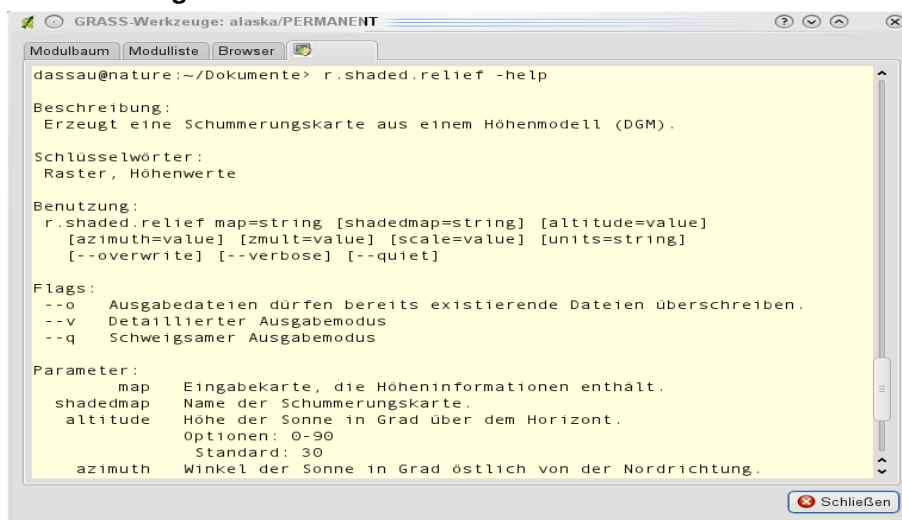 GRASS-Werkzeuge: alaska/PERMANENT
Modulbaum Modulliste Browser
dassau@nature:~/Dokumente> r.shaded.relief -help
Beschreibung:
Erzeugt eine Schummerungskarte aus einem Höhenmodell (DGM).
Schlüsselwörter:
Raster, Höhenwerte
Benutzung:
r.shaded.relief map=string [shadedmap=string] [altitude=value]
[azimuth=value] [zmult=value] [scale=value] [units=string]
[--overwrite] [--verbose] [--quiet]
Flags:
--o Ausgabedateien dürfen bereits existierende Dateien überschreiben.
--v Detaillierter Ausgabemodus
--q Schweigsamer Ausgabemodus
Parameter:
map Eingabekarte, die Höheninformationen enthält.
shadedmap Name der Schummerungskarte.
altitude Höhe der Sonne in Grad über dem Horizont.
Optionen: 0-90
Standard: 30
azimuth Winkel der Sonne in Grad östlich von der Nordrichtung.
Schließen